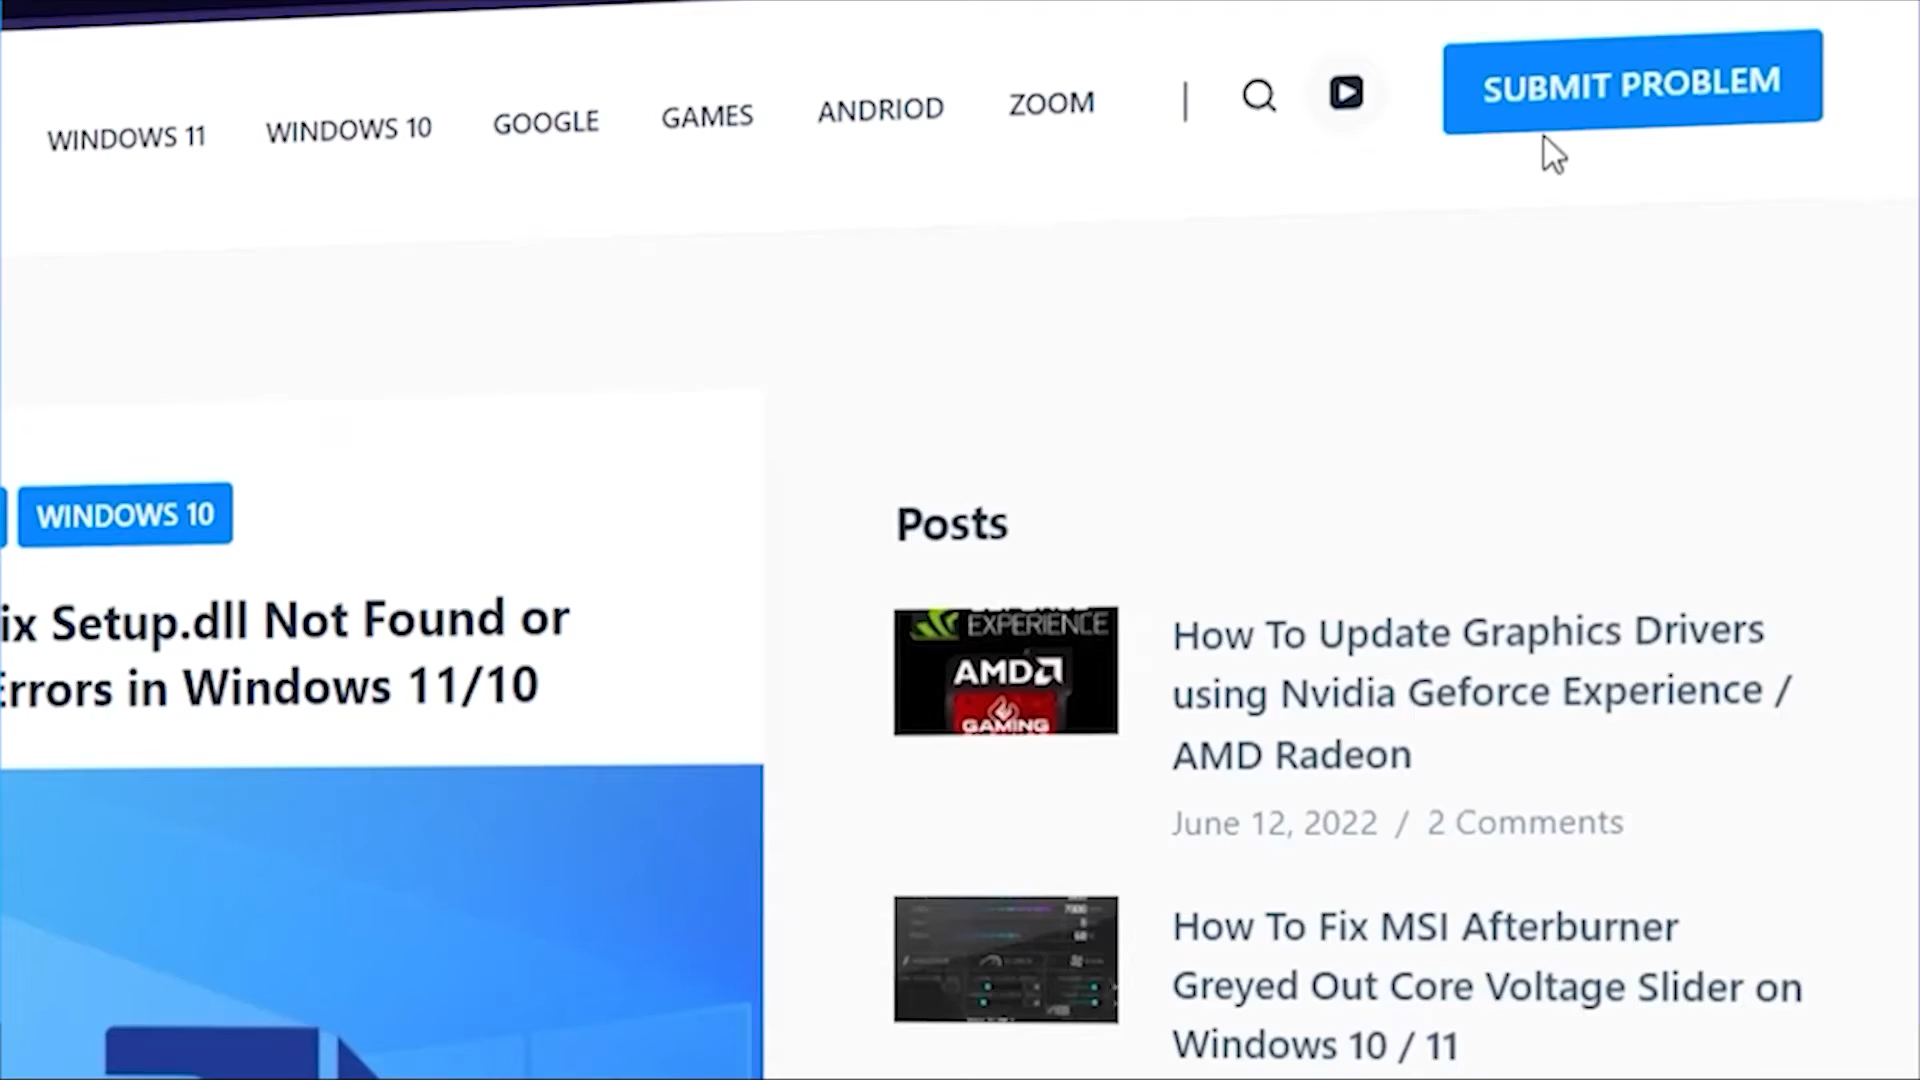 WINDOWS 11
WINDOWS 10
GOOGLE
GAMES
ANDRIOD
ZOOM
SUBMIT PROBLEM
WINDOWS 10
ix Setup.dll Not Found or
Errors in Windows 11/10
Posts
EXPERIENCE
AMD
GAMING
How To Update Graphics Drivers
using Nvidia Geforce Experience /
AMD Radeon
June 12, 2022 / 2 Comments
How To Fix MSI Afterburner
Greyed Out Core Voltage Slider on
Windows 10 / 11